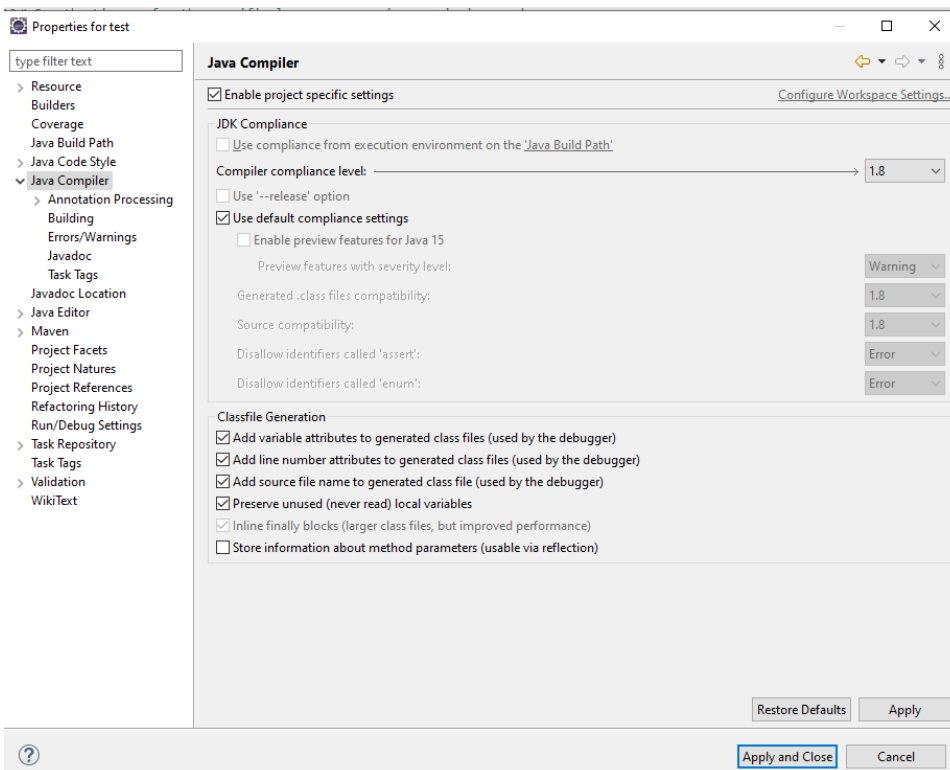 Properties for test
type filter text
Resource
Builders
Coverage
Java Build Path
Java Code Style
Java Compiler
Annotation Processing
Building
Errors/Warnings
Javadoc
Task Tags
Javadoc Location
Java Editor
Maven
Project Facets
Project Natures
Project References
Refactoring History
Run/Debug Settings
Task Repository
Task Tags
Validation
WikiText
Java Compiler
Enable project specific settings
Configure Workspace Settings..
JDK Compliance
Use compliance from execution environment on the 'Java Build Path'
Compiler compliance level: 1.8
Use '--release' option
Use default compliance settings
Enable preview features for Java 15
Preview features with severity level: Warning
Generated .class files compatibility: 1.8
Source compatibility: 1.8
Disallow identifiers called 'assert': Error
Disallow identifiers called 'enum': Error
Classfile Generation
Add variable attributes to generated class files (used by the debugger)
Add line number attributes to generated class files (used by the debugger)
Add source file name to generated class file (used by the debugger)
Preserve unused (never read) local variables
Inline finally blocks (larger class files, but improved performance)
Store information about method parameters (usable via reflection)
Restore Defaults Apply
? Apply and Close Cancel